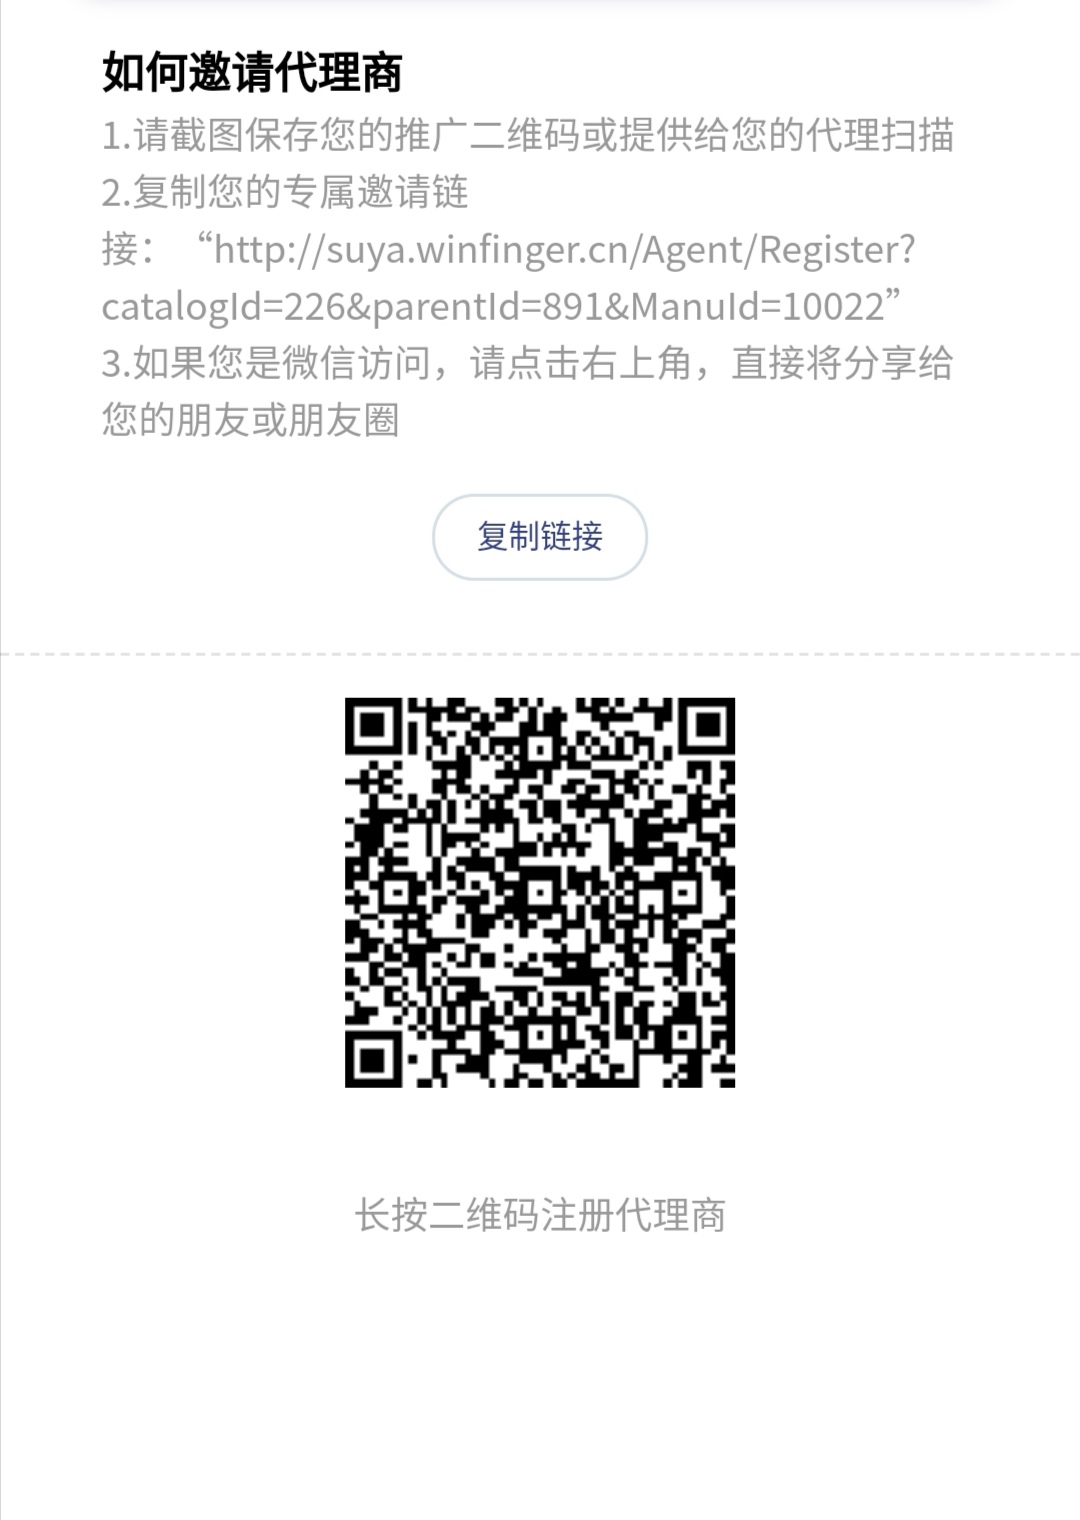 如何邀请代理商
1.请截图保存您的推广二维码或提供给您的代理扫描
2.复制您的专属邀请链
接：“http://suya.winfinger.cn/Agent/Register?
catalogId=226&parentId=891&ManuId=10022”
3.如果您是微信访问，请点击右上角，直接将分享给
您的朋友或朋友圈
复制链接
长按二维码注册代理商